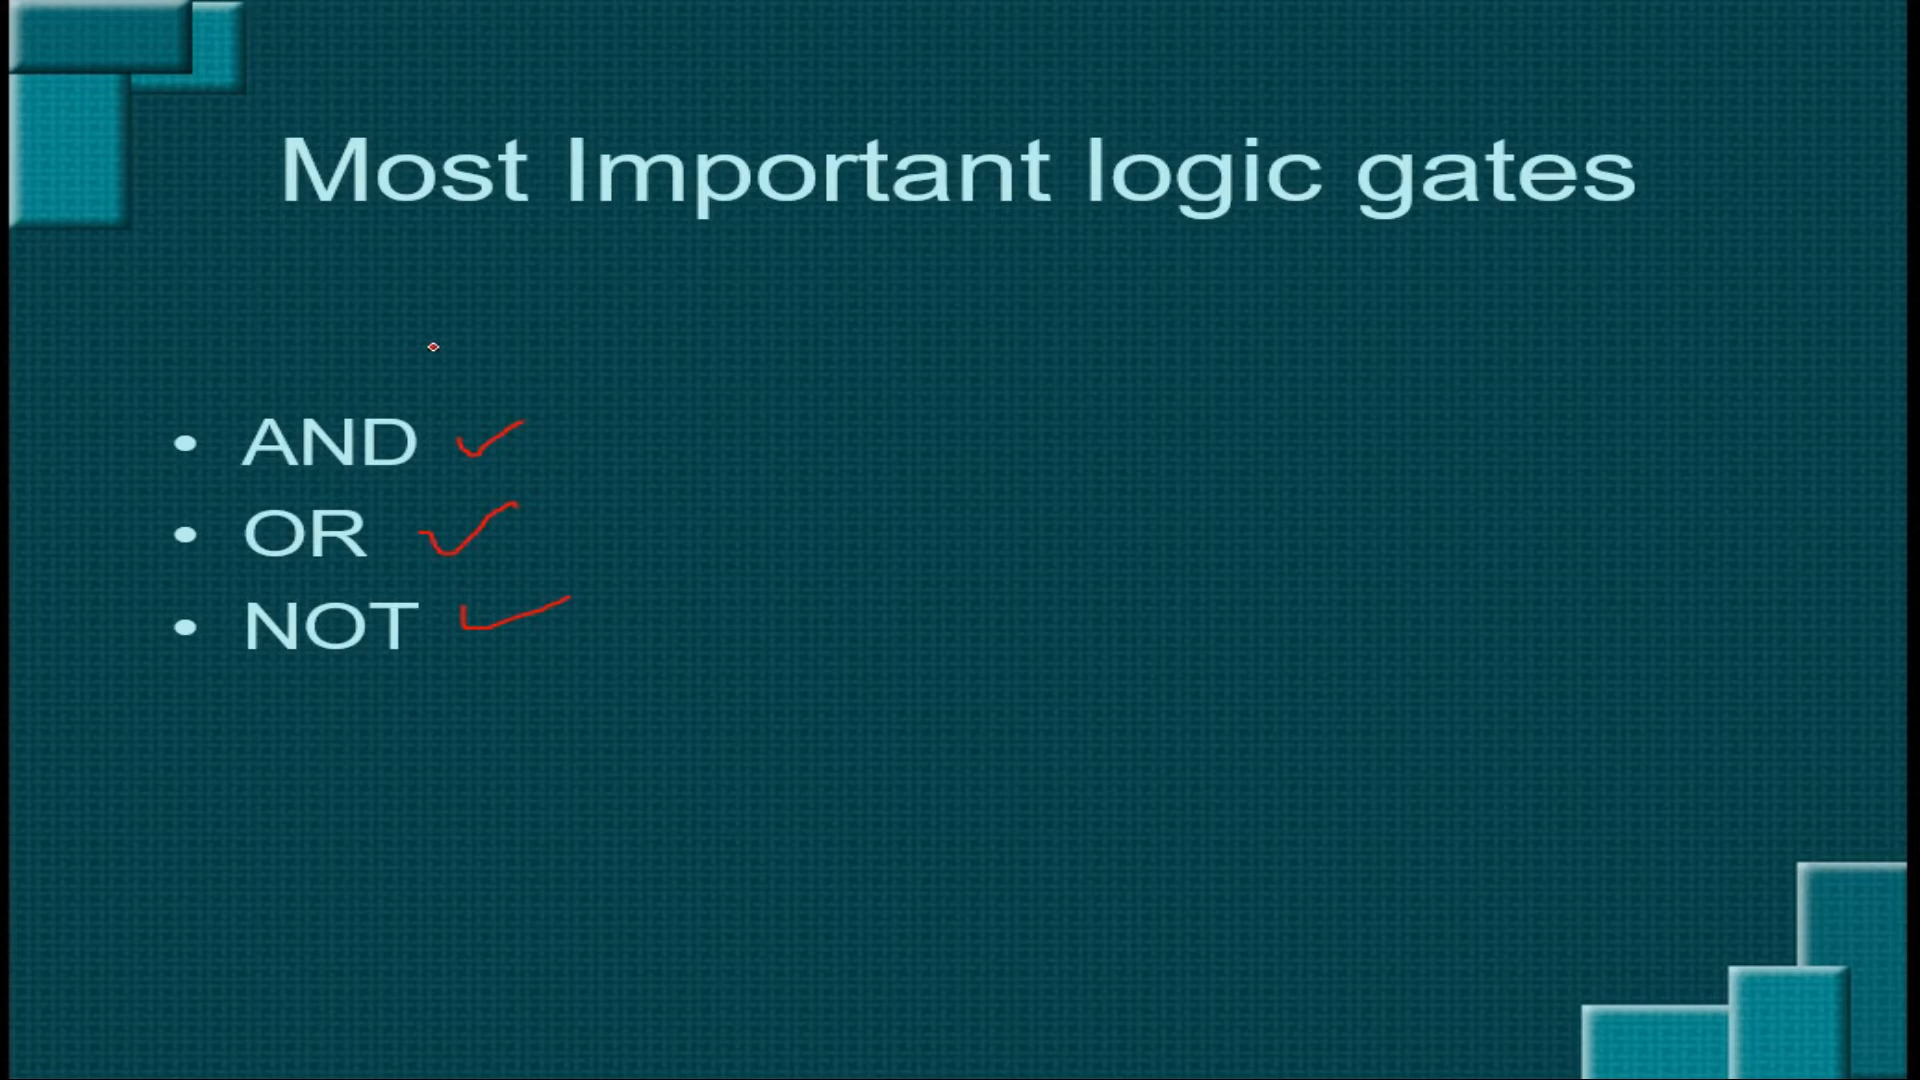 Most Important logic gates
• AND
• OR
• NOT